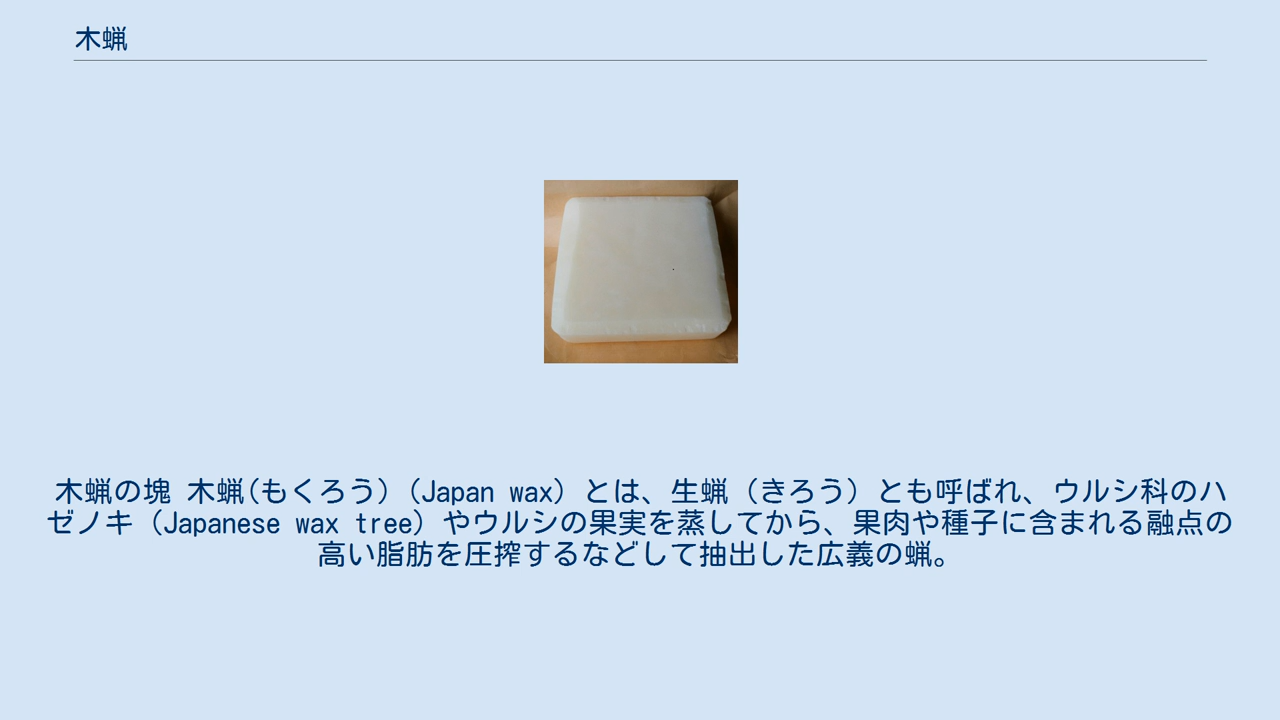 木蝋
木蝋の塊 木蝋(もくろう) (Japan wax) とは、生蝋 (きろう) とも呼ばれ、ウルシ科のハ
ゼノキ (Japanese wax tree) やウルシの果実を蒸してから、果肉や種子に含まれる融点の
高い脂肪を圧搾するなどして抽出した広義の蝋。